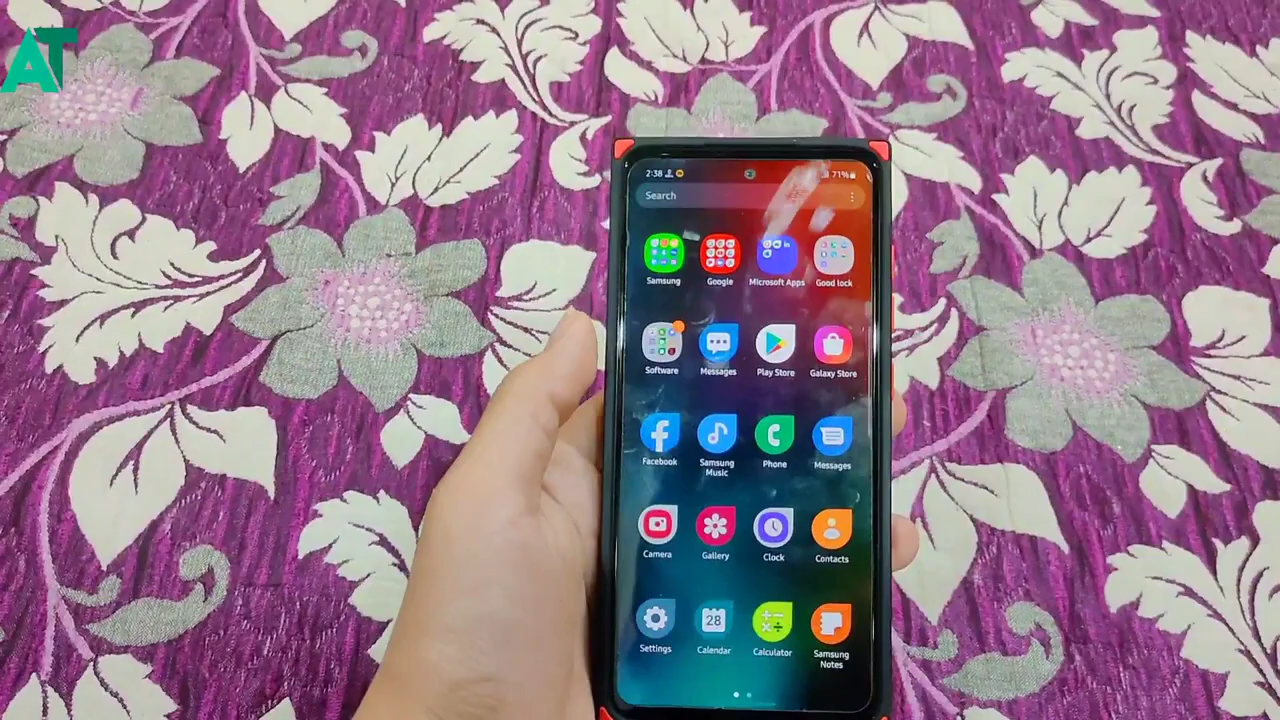 AT
2:38
71%
Search
Samsung
Google
Microsoft Apps
Good lock
Software
Messages
Play Store
Galaxy Store
Facebook
Samsung
Music
Phone
Messages
Camera
Gallery
Clock
Contacts
Settings
28
Calendar
Calculator
Samsung
Notes